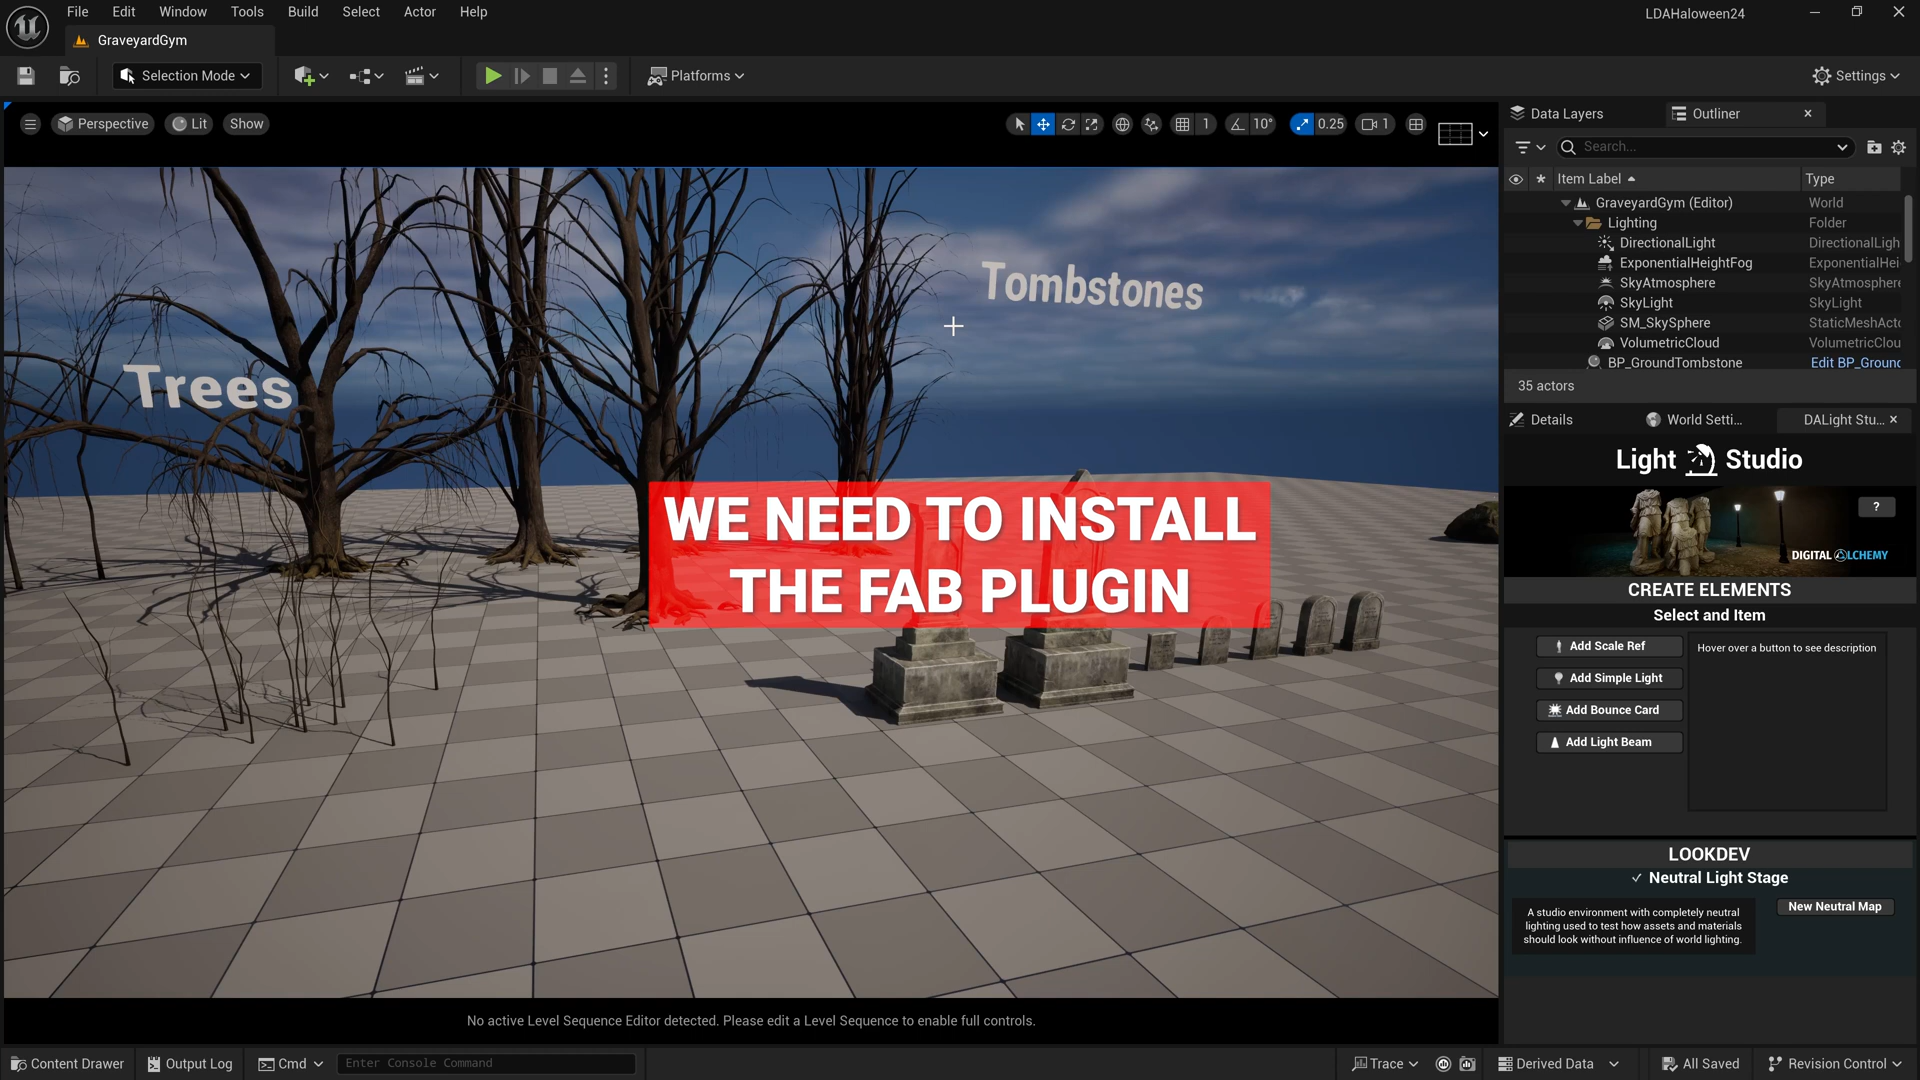 File Edit Window Tools Build Select Actor Help
LDAHaloween24
GraveyardGym
Selection Mode
Platforms
Settings
Perspective Lit Show
1 10° 0.25 1
Trees
Tombstones
WE NEED TO INSTALL
THE FAB PLUGIN
No active Level Sequence Editor detected. Please edit a Level Sequence to enable full controls.
Data Layers Outliner
Search...
Item Label Type
GraveyardGym (Editor) World
Lighting Folder
DirectionalLight DirectionalLigh
ExponentialHeightFog ExponentialHei
SkyAtmosphere SkyAtmosphere
SkyLight SkyLight
SM_SkySphere StaticMeshActo
VolumetricCloud VolumetricClou
BP_GroundTombstone Edit BP_Ground
35 actors
Details World Setti... DALight Stu...
Light Studio
?
DIGITAL ALCHEMY
CREATE ELEMENTS
Select and Item
Add Scale Ref
Add Simple Light
Add Bounce Card
Add Light Beam
Hover over a button to see description
LOOKDEV
Neutral Light Stage
A studio environment with completely neutral
lighting used to test how assets and materials
should look without influence of world lighting.
New Neutral Map
Content Drawer Output Log Cmd Enter Console Command
Trace Derived Data All Saved Revision Control